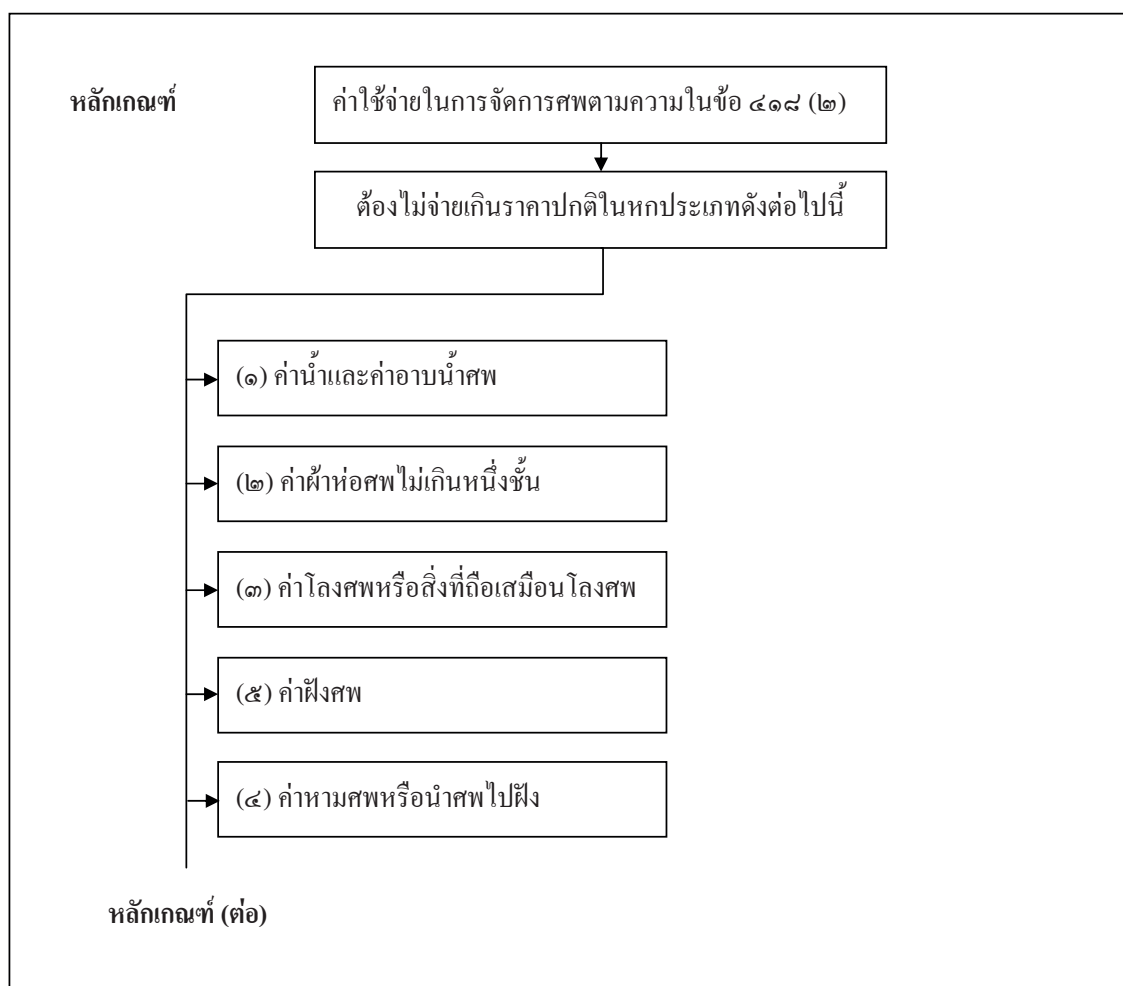 หลักเกณฑ์
ค่าใช้จ่ายในการจัดการศพตามความในข้อ ๔๑๘ (๒)
ต้องไม่จ่ายเกินราคาปกติในหกประเภทดังต่อไปนี้
(๑) ค่าน้ำและค่าอาบน้ำศพ
(๒) ค่าผ้าห่อศพไม่เกินหนึ่งชั้น
(๓) ค่าโลงศพหรือสิ่งที่ถือเสมือนโลงศพ
(๕) ค่าฝังศพ
(๔) ค่าหามศพหรือนำศพไปฝัง
หลักเกณฑ์ (ต่อ)